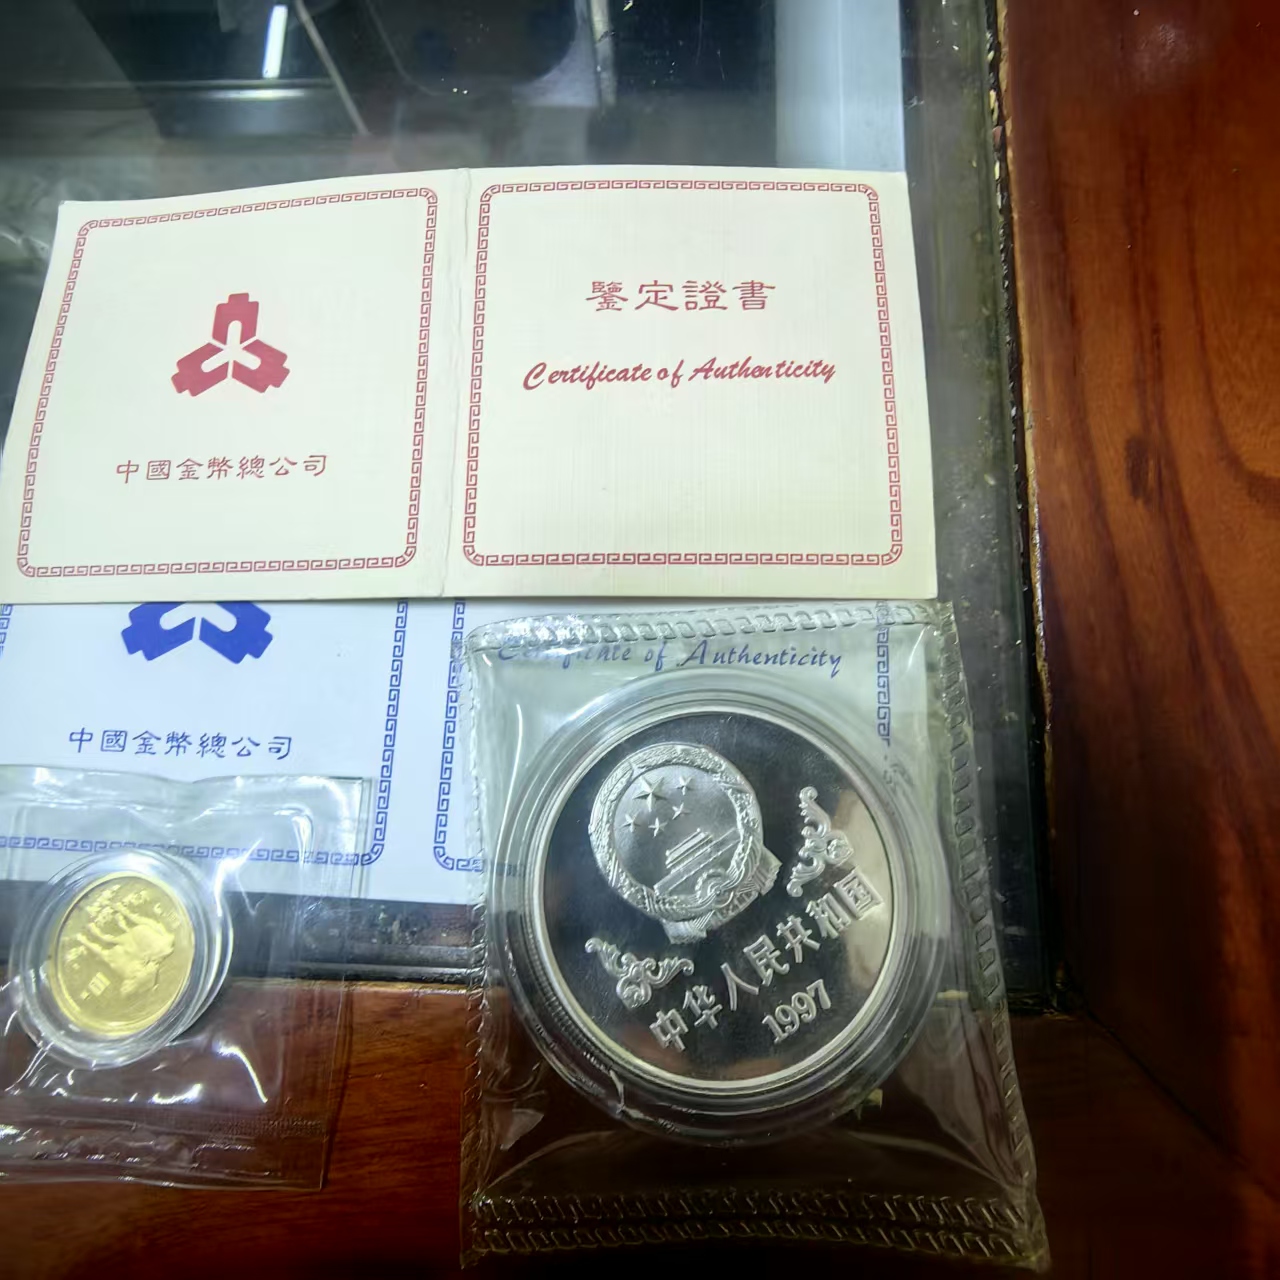 鑒定證書
Certificate of Authenticity
中國金幣總公司
Certificate of Authenticity
中國金幣總公司
中华人民共和国
1997